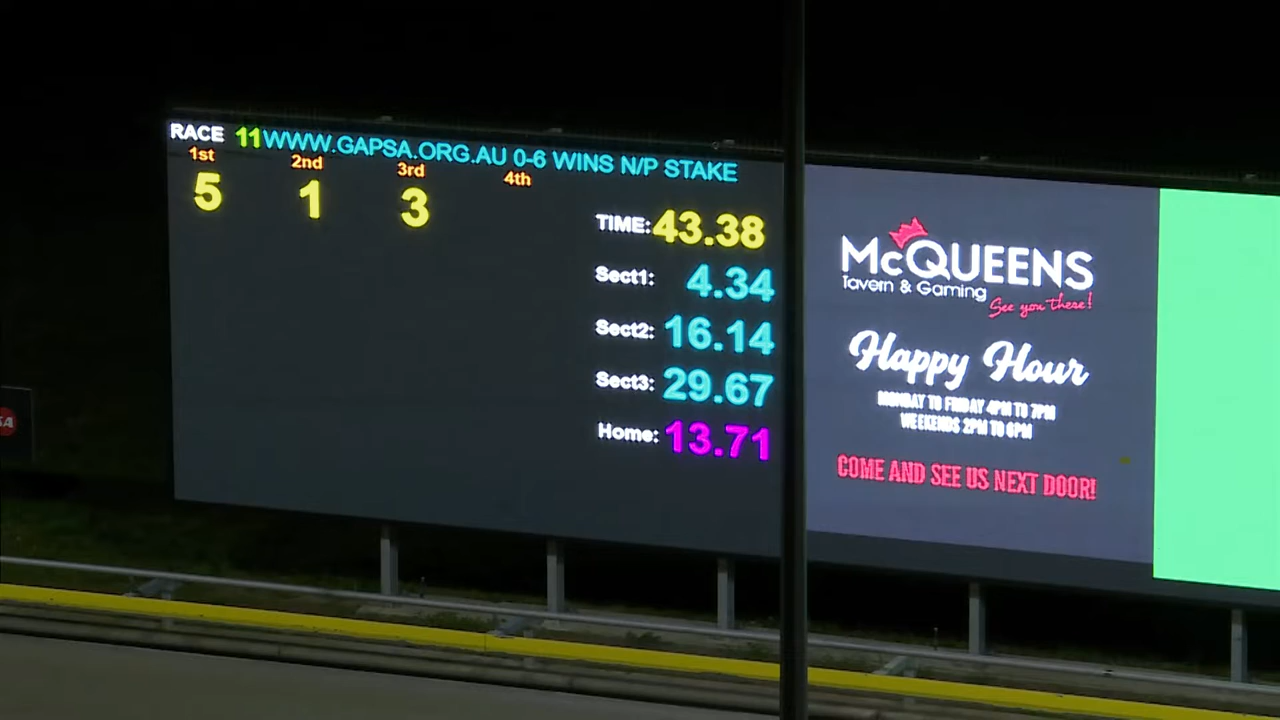 RACE 11 WWW.GAPSA.ORG.AU 0-6 WINS N/P STAKE
1st 2nd 3rd 4th
5 1 3
TIME: 43.38
Sect1: 4.34
Sect2: 16.14
Sect3: 29.67
Home: 13.71
McQUEENS
Tavern & Gaming
See you there!
Happy Hour
MONDAY TO FRIDAY 4PM TO 7PM
WEEKENDS 2PM TO 6PM
COME AND SEE US NEXT DOOR!